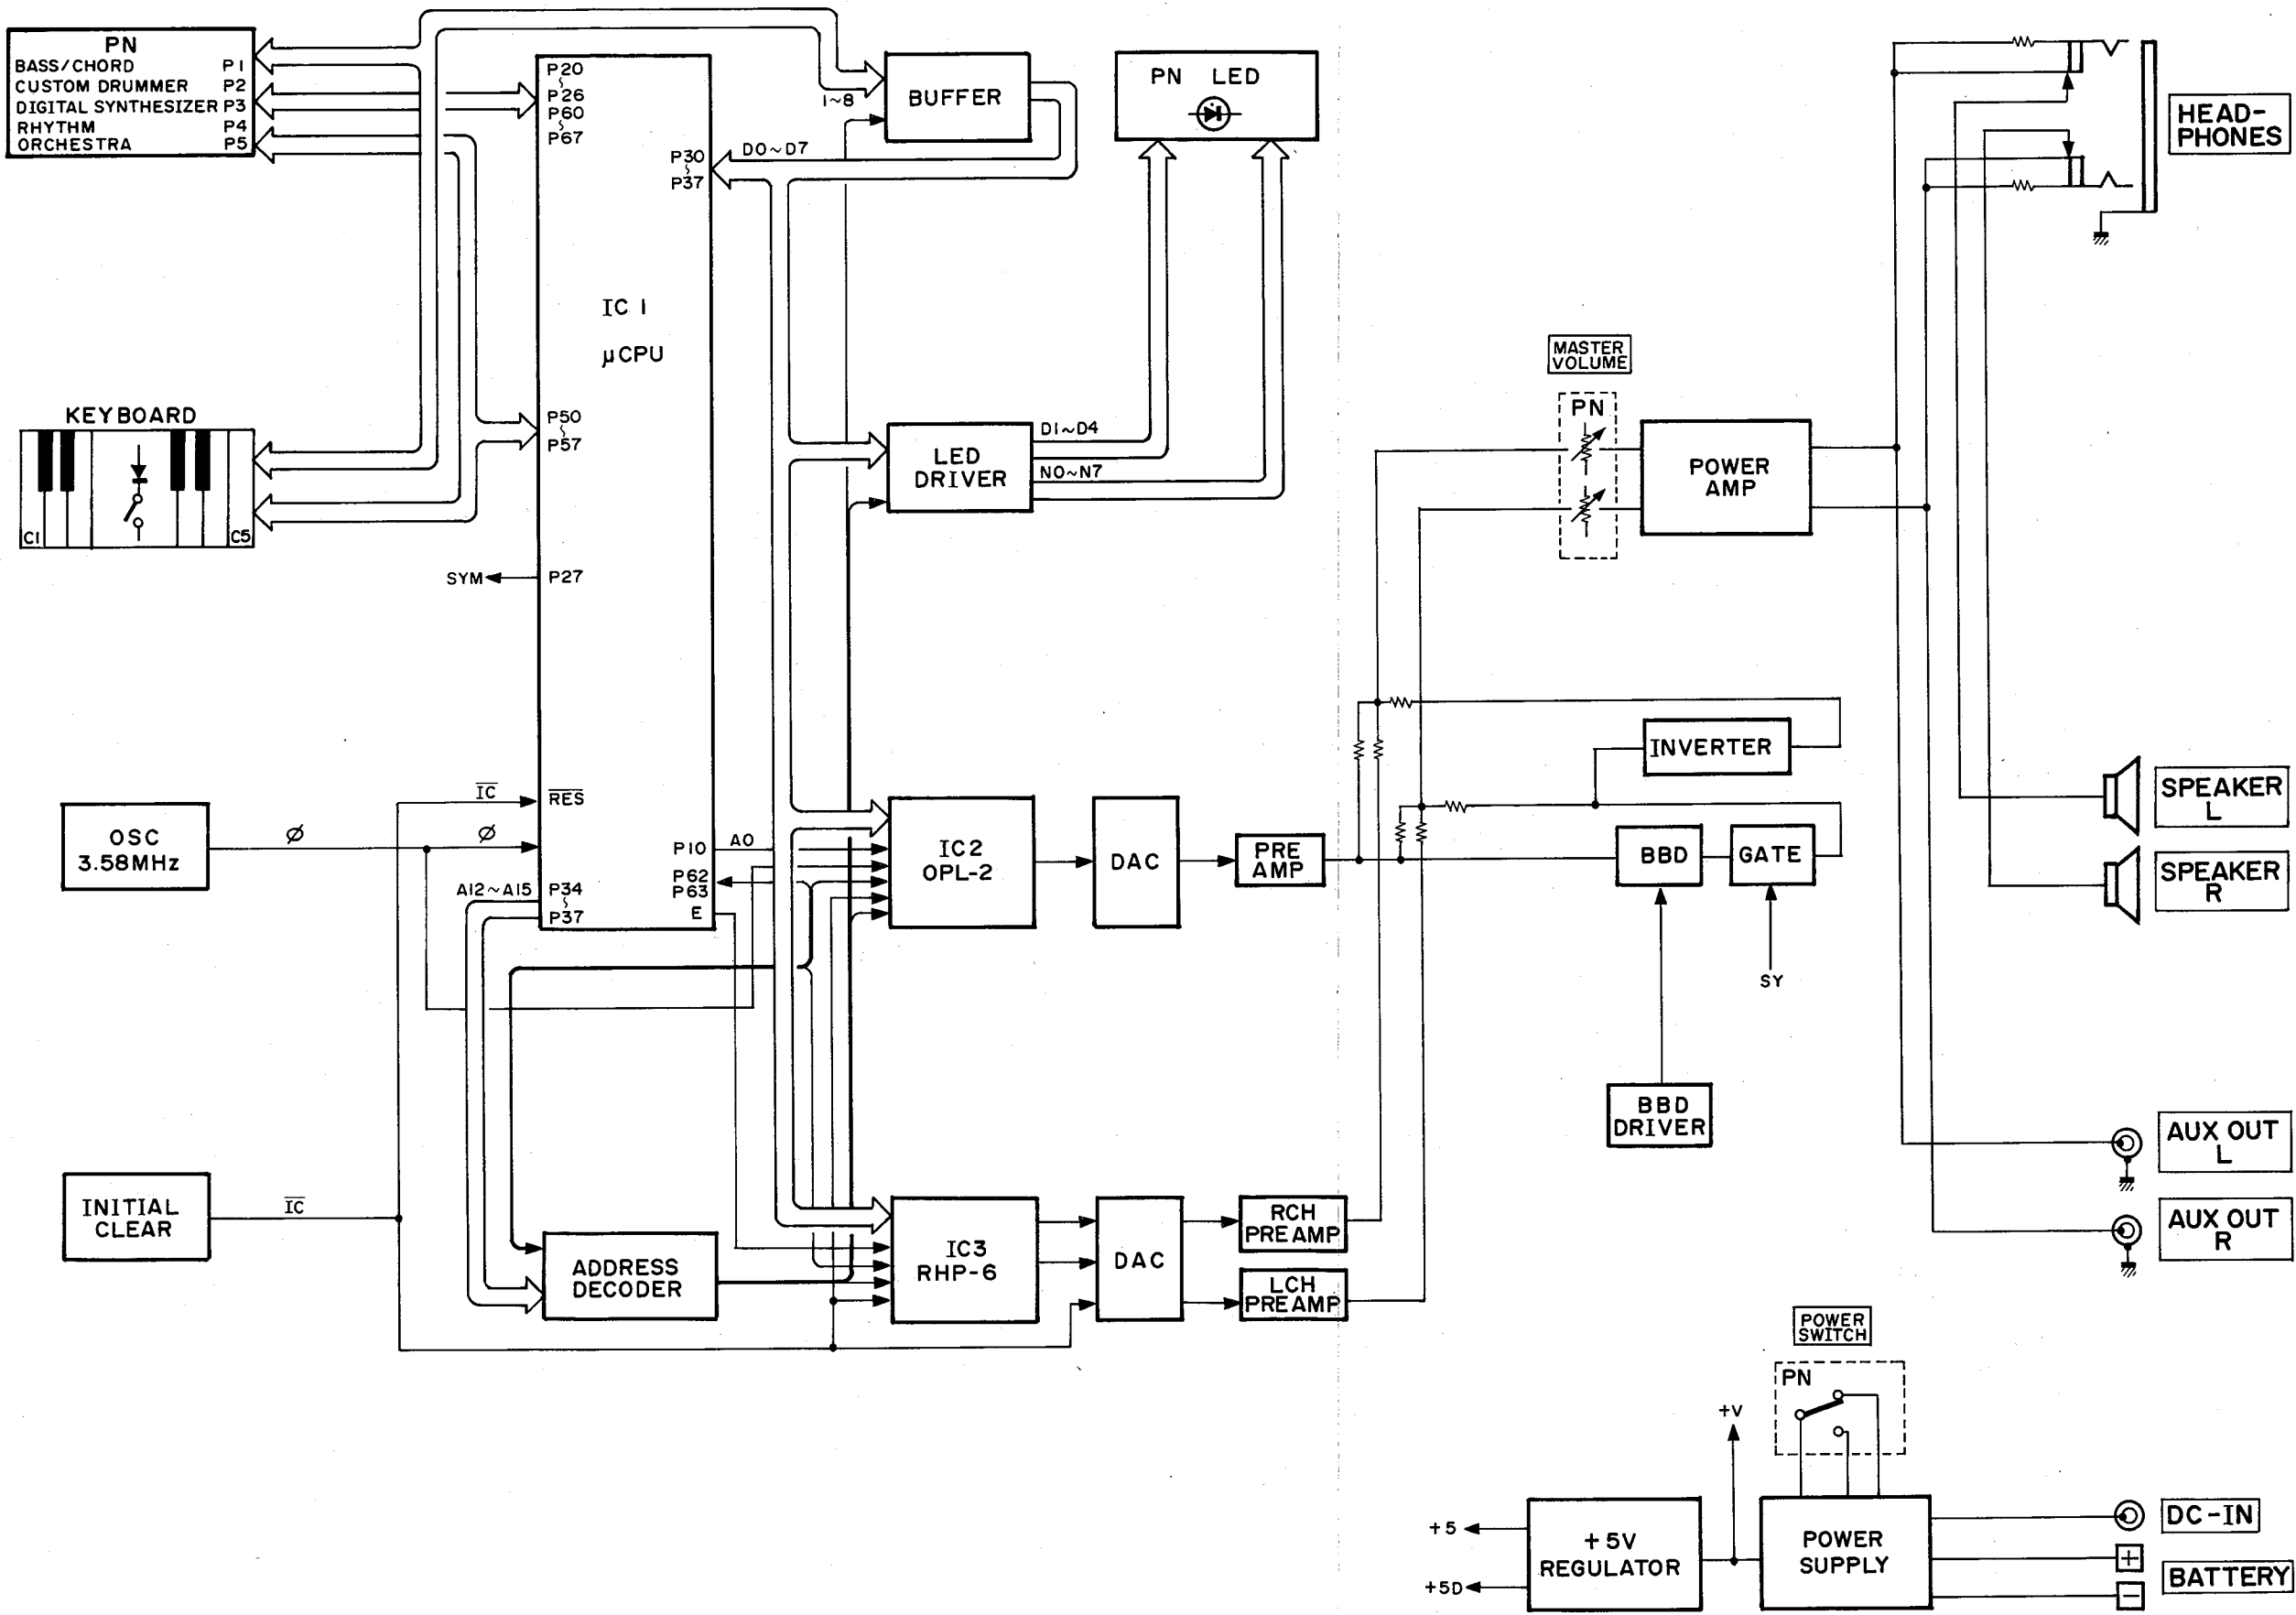 PN
BASS/CHORD P1
CUSTOM DRUMMER P2
DIGITAL SYNTHESIZER P3
RHYTHM P4
ORCHESTRA P5
KEYBOARD
C1
C5
P20
P26
P60
P67
P30
P37
IC 1
μCPU
P50
P57
SYM
P27
IC
RES
Ø
Ø
OSC
3.58MHz
P10
A0
P62
P63
E
A12~A15
P34
P37
INITIAL
CLEAR
IC
ADDRESS
DECODER
1~8
BUFFER
D0~D7
PN LED
LED
DRIVER
D1~D4
N0~N7
IC2
OPL-2
DAC
PRE
AMP
IC3
RHP-6
DAC
RCH
PREAMP
LCH
PREAMP
MASTER
VOLUME
PN
POWER
AMP
INVERTER
BBD
GATE
SY
BBD
DRIVER
HEAD-
PHONES
SPEAKER
L
SPEAKER
R
AUX OUT
L
AUX OUT
R
POWER
SWITCH
PN
+V
+5
+5D
+5V
REGULATOR
POWER
SUPPLY
DC-IN
+
BATTERY
−